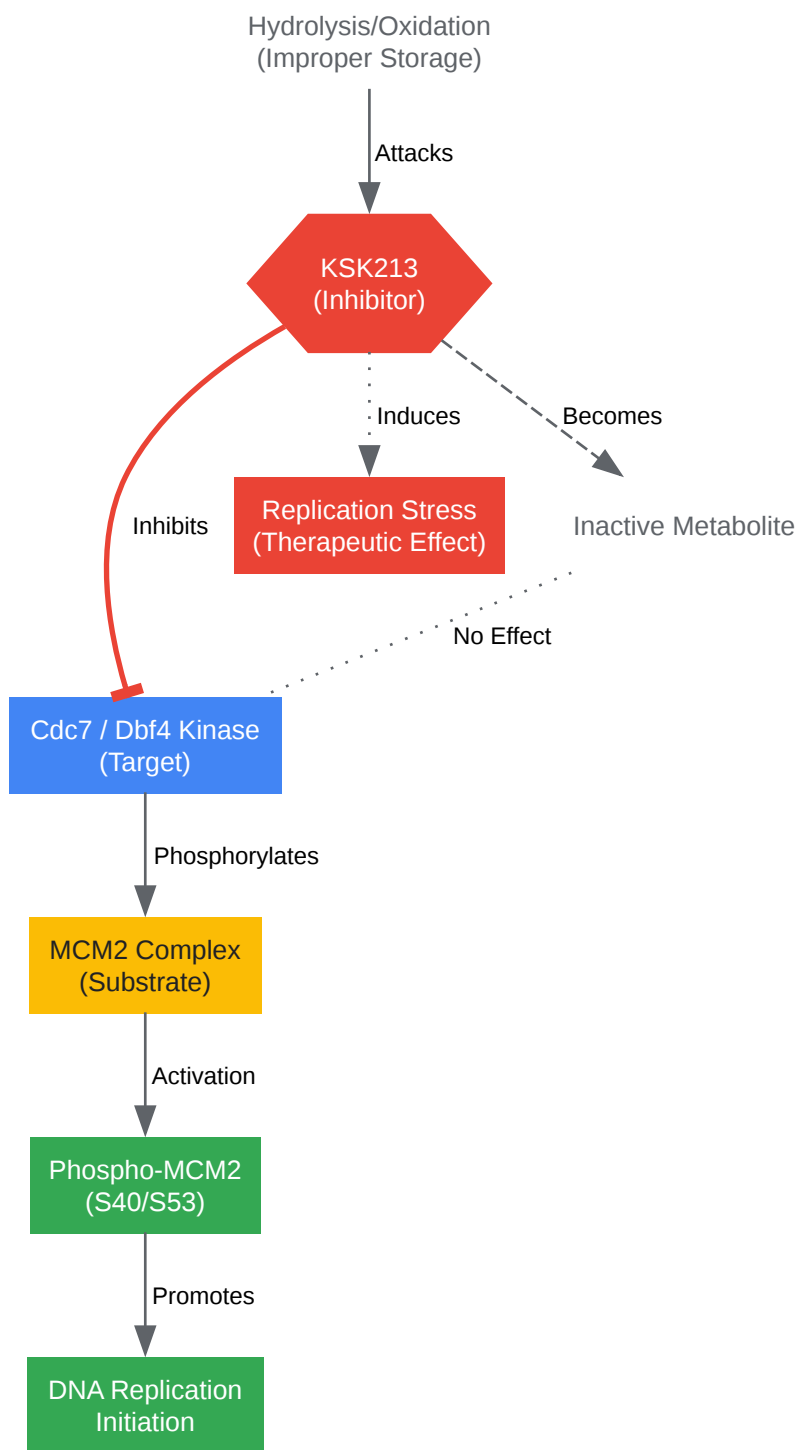 Hydrolysis/Oxidation
(Improper Storage)
Attacks
KSK213
(Inhibitor)
Induces
Becomes
Inhibits
Replication Stress
(Therapeutic Effect)
Inactive Metabolite
No Effect
Cdc7 / Dbf4 Kinase
(Target)
Phosphorylates
MCM2 Complex
(Substrate)
Activation
Phospho-MCM2
(S40/S53)
Promotes
DNA Replication
Initiation